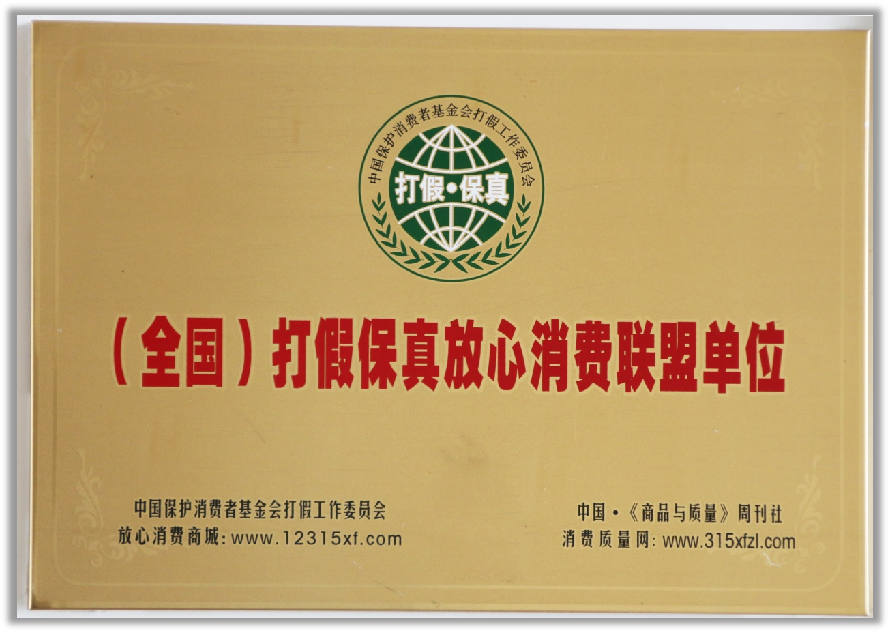 中国保护消费者基金会打假工作委员会
打假·保真
（全国）打假保真放心消费联盟单位
中国保护消费者基金会打假工作委员会
放心消费商城：www.12315xf.com
中国·《商品与质量》周刊社
消费质量网：www.315xfzl.com